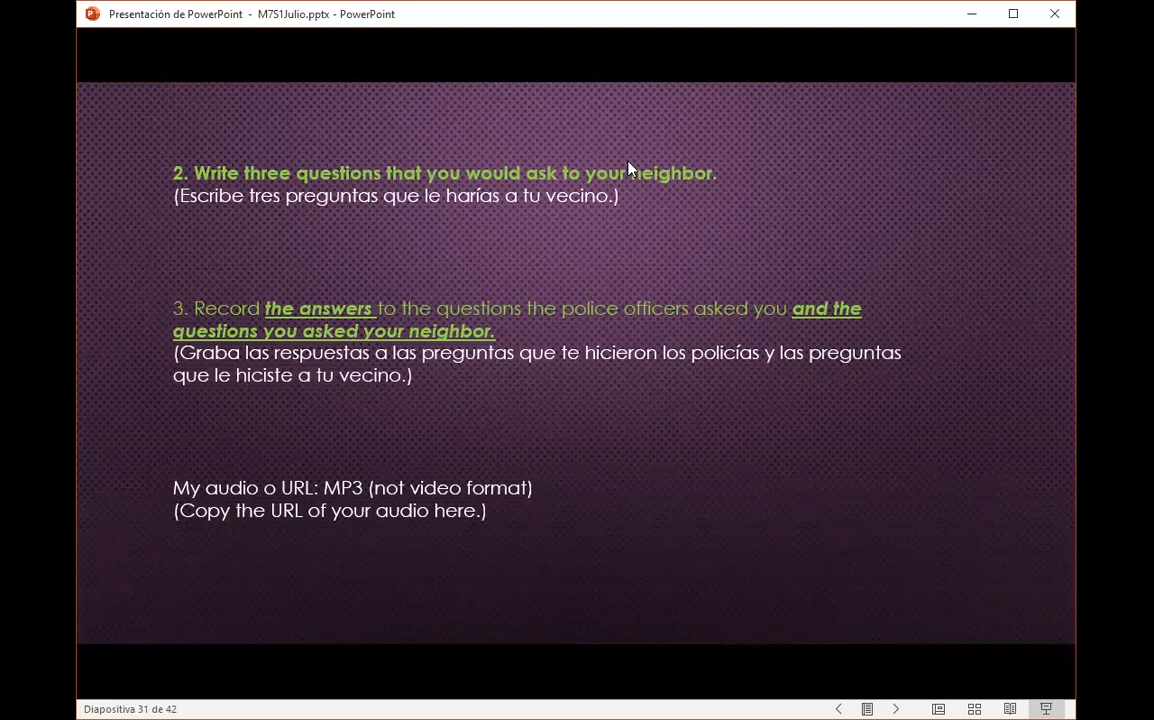 Presentación de PowerPoint - M7S1Julio.pptx - PowerPoint
2. Write three questions that you would ask to your neighbor.
(Escribe tres preguntas que le harías a tu vecino.)
3. Record the answers to the questions the police officers asked you and the
questions you asked your neighbor.
(Graba las respuestas a las preguntas que te hicieron los policías y las preguntas
que le hiciste a tu vecino.)
My audio o URL: MP3 (not video format)
(Copy the URL of your audio here.)
Diapositiva 31 de 42